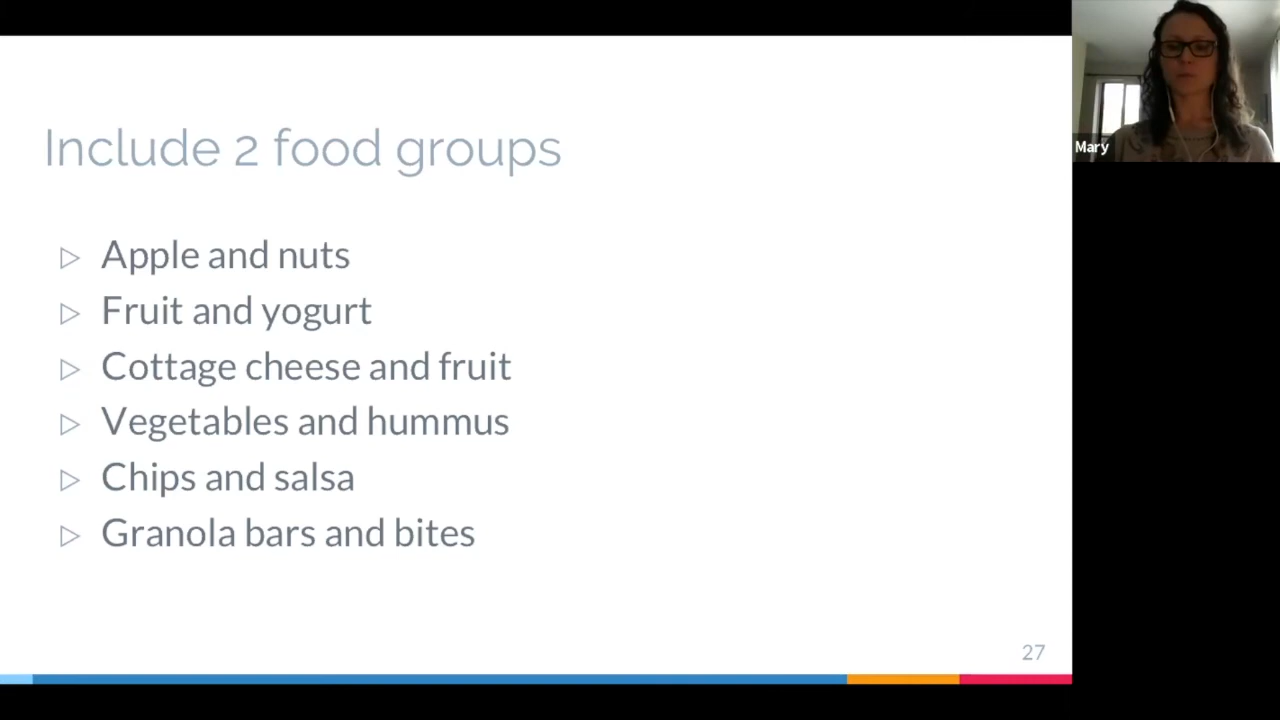 Include 2 food groups
Apple and nuts
Fruit and yogurt
Cottage cheese and fruit
Vegetables and hummus
Chips and salsa
Granola bars and bites
27
Mary